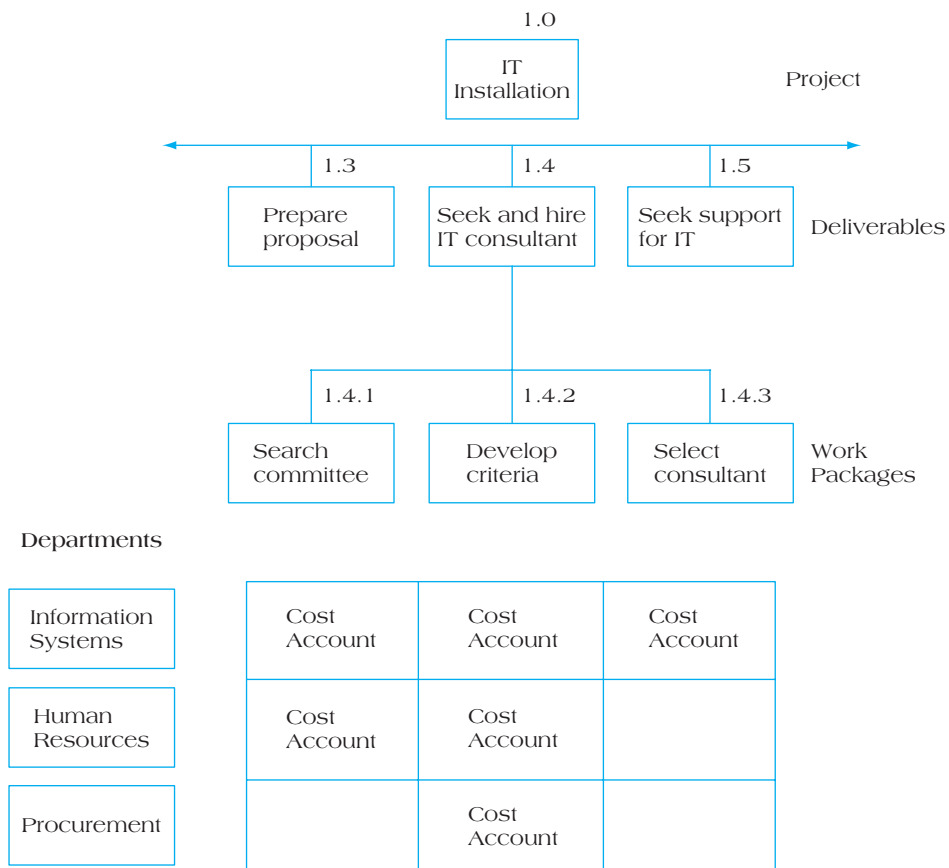 1.0
IT
Installation
Project
1.3
1.4
1.5
Prepare
proposal
Seek and hire
IT consultant
Seek support
for IT
Deliverables
1.4.1
1.4.2
1.4.3
Search
committee
Develop
criteria
Select
consultant
Work
Packages
Departments
Information
Systems
Cost
Account
Cost
Account
Cost
Account
Human
Resources
Cost
Account
Cost
Account
Procurement
Cost
Account